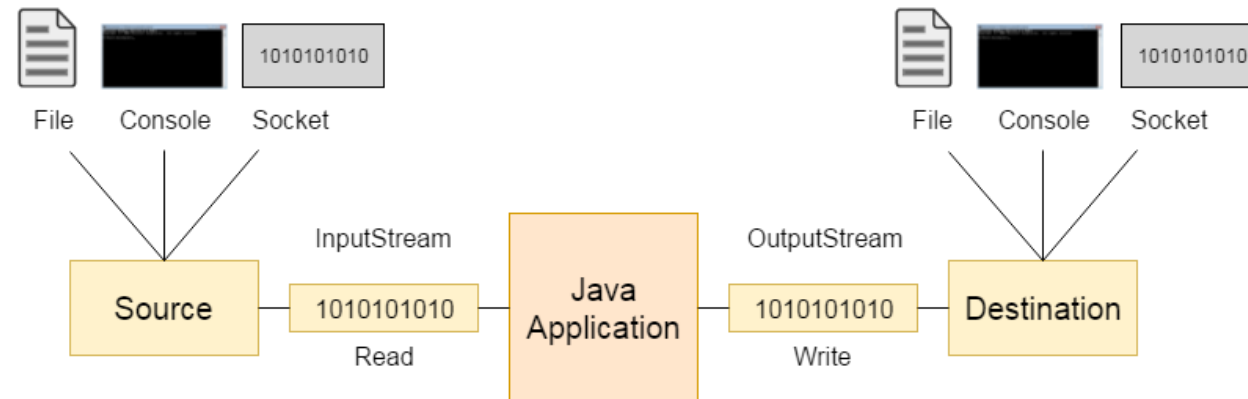 1010101010
1010101010
File Console Socket
File Console Socket
InputStream
OutputStream
Source
1010101010
Java
Application
1010101010
Destination
Read
Write